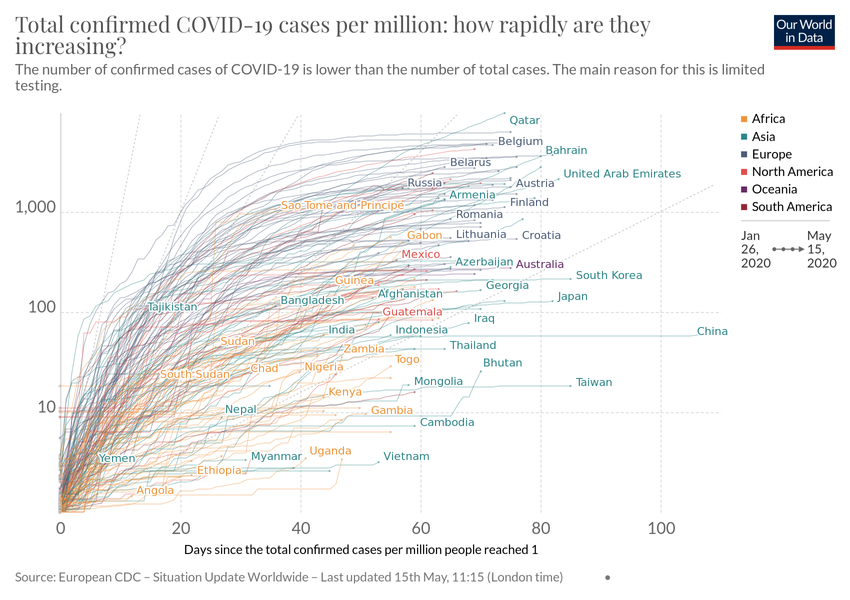 Total confirmed COVID-19 cases per million: how rapidly are they
increasing?
Our World
in Data
The number of confirmed cases of COVID-19 is lower than the number of total cases. The main reason for this is limited
testing.
Qatar
Africa
Asia
Europe
North America
Oceania
South America
Jan
26,
2020
May
15,
2020
Belgium
Bahrain
Belarus
United Arab Emirates
Russia
Austria
Armenia
Finland
1,000
Sao Tome and Principe
Romania
Gabon
Lithuania
Croatia
Mexico
Azerbaijan
Australia
South Korea
Guinea
Georgia
Afghanistan
Japan
Bangladesh
Tajikistan
100
Guatemala
Iraq
India
Indonesia
China
Sudan
Zambia
Thailand
Togo
Bhutan
Chad
Nigeria
South Sudan
Mongolia
Taiwan
Kenya
10
Nepal
Gambia
Cambodia
Uganda
Yemen
Myanmar
Vietnam
Ethiopia
Angola
0
20
40
60
80
100
Days since the total confirmed cases per million people reached 1
Source: European CDC – Situation Update Worldwide – Last updated 15th May, 11:15 (London time)